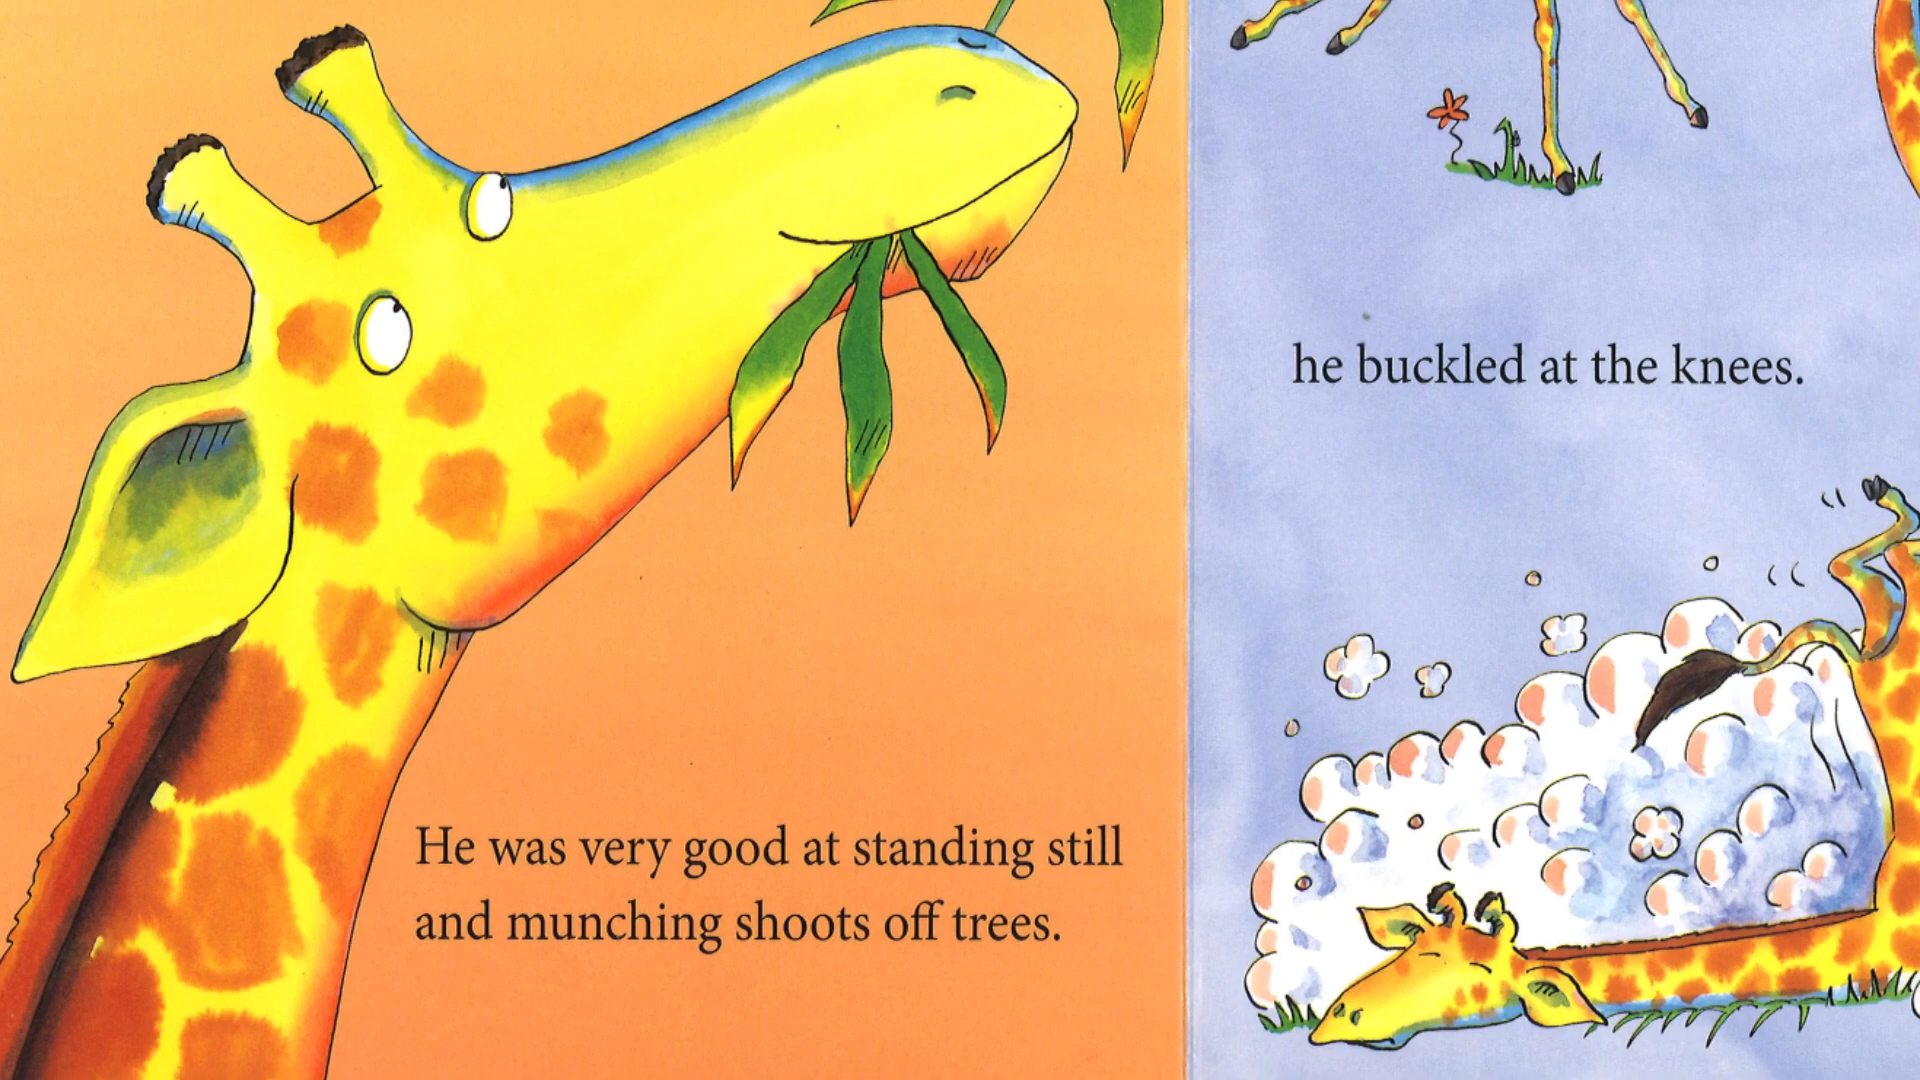 He was very good at standing still
and munching shoots off trees.
he buckled at the knees.